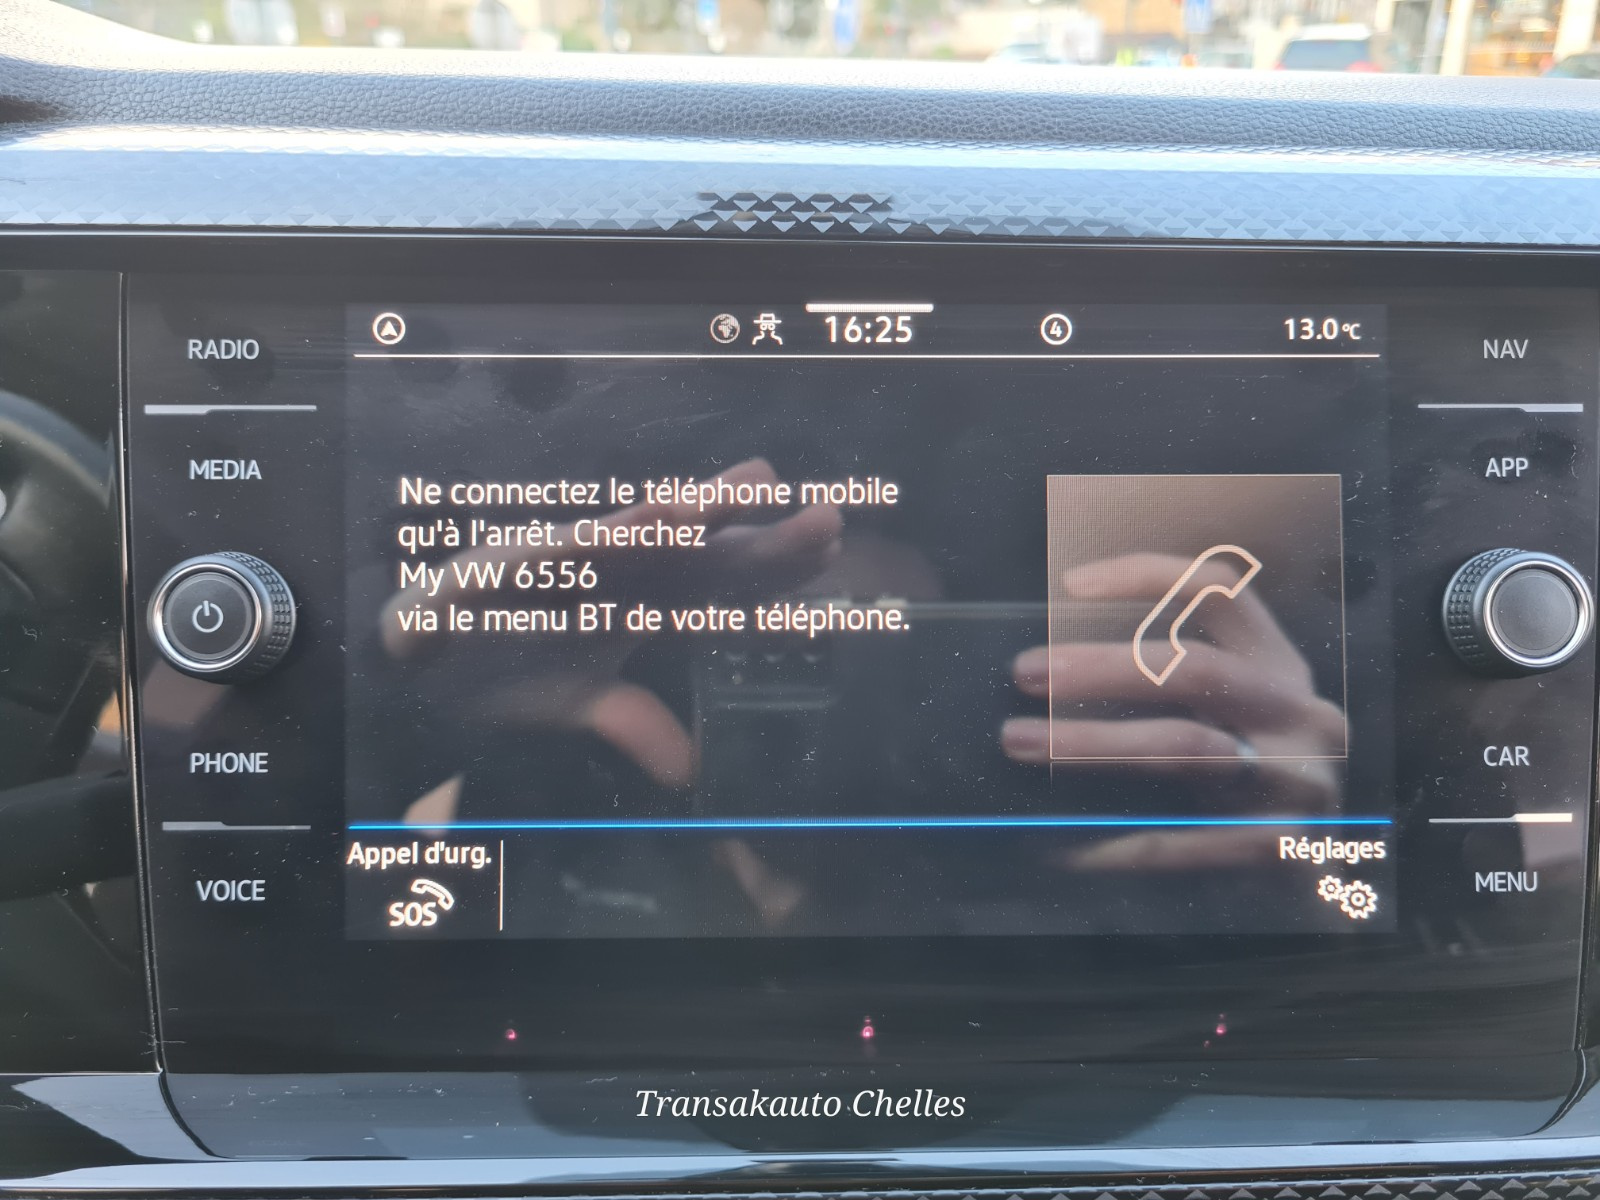 16:25
4
13.0°C
RADIO
MEDIA
PHONE
VOICE
Ne connectez le téléphone mobile
qu'à l'arrêt. Cherchez
My VW 6556
via le menu BT de votre téléphone.
Appel d'urg.
SOS
Réglages
NAV
APP
CAR
MENU
Transakauto Chelles